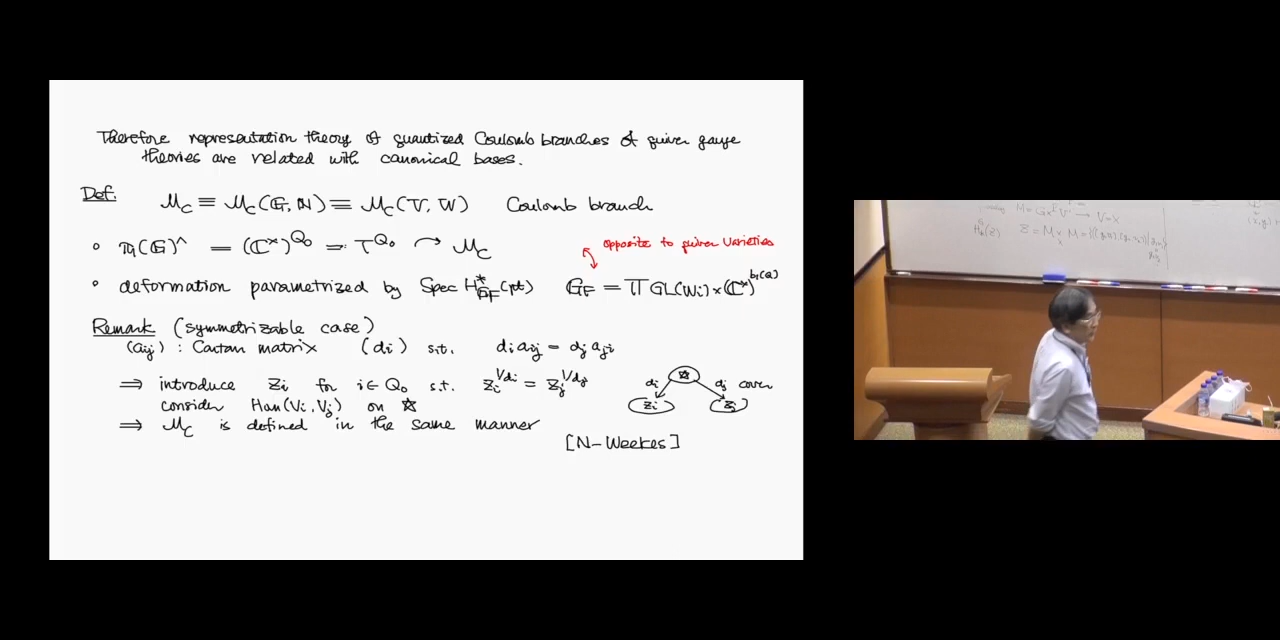 Therefore representation theory of quantized Coulomb branches of quiver gauge
theories are related with canonical bases.
Def. M_C ≡ M_C(G, N) ≡ M_C(V, W) Coulomb branch
∘ π₁(G)^ = (ℂ^×)^{Q₀} = T^{Q₀} ↷ M_C
opposite to quiver varieties
∘ deformation parametrized by Spec H*_{G_F}(pt) G_F = ∏ GL(W_i) × (ℂ^×)^{b₁(Q)}
Remark (symmetrizable case)
(a_ij) : Cartan matrix (d_i) s.t. d_i a_ij = d_j a_ji
⇒ introduce z_i for i ∈ Q₀ s.t. z_i^{1/d_i} = z_j^{1/d_j}
consider Hom(V_i, V_j) on ☆
☆
d_i d_j cover
z_i z_j
⇒ M_C is defined in the same manner
[N-Weekes]
M = G ×^P V → V ∋ x
Z = M ×_X M